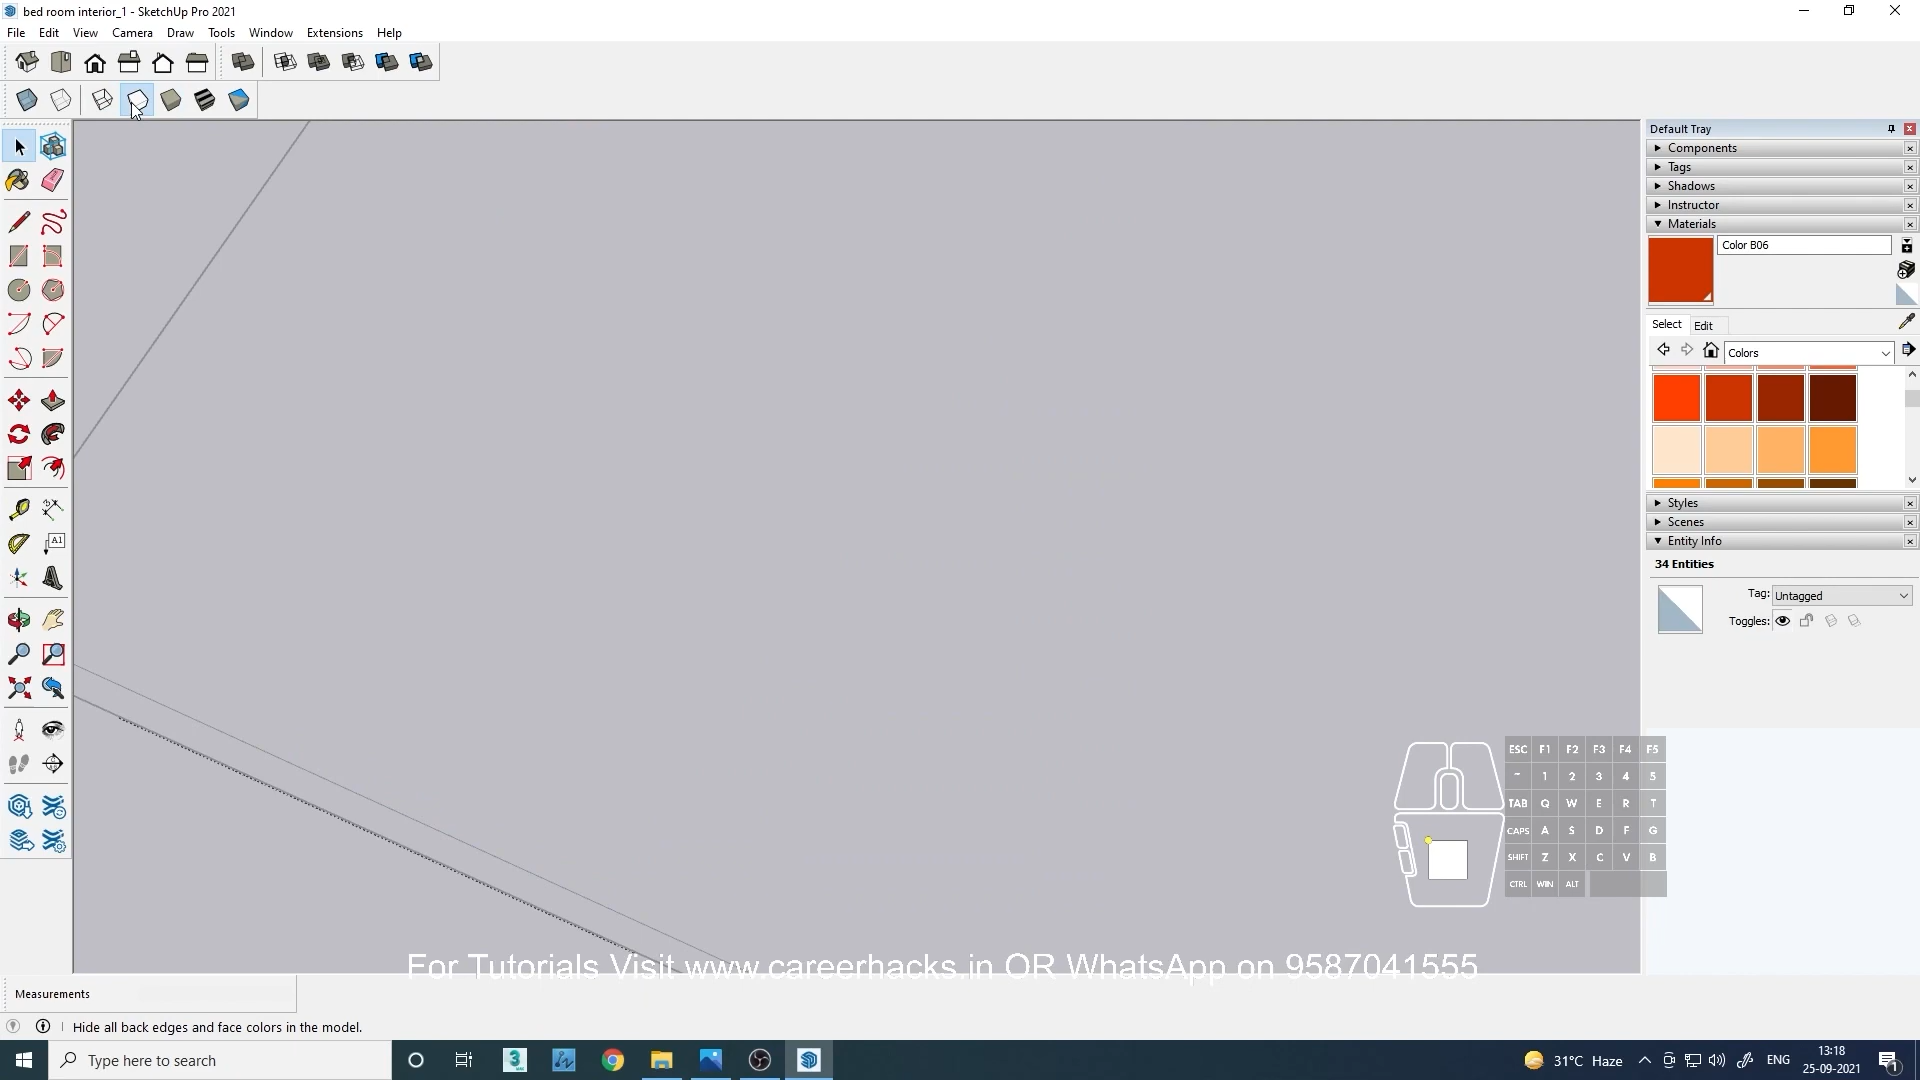 bed room interior_1 - SketchUp Pro 2021
File Edit View Camera Draw Tools Window Extensions Help
Default Tray
Components
Tags
Shadows
Instructor
Materials
Color B06
Select Edit
Colors
Styles
Scenes
Entity Info
34 Entities
Tag: Untagged
Toggles:
A1
ESC F1 F2 F3 F4 F5
~ 1 2 3 4 5
TAB Q W E R T
CAPS A S D F G
SHIFT Z X C V B
CTRL WIN ALT
For Tutorials Visit www.careerhacks.in OR WhatsApp on 9587041555
Measurements
Hide all back edges and face colors in the model.
Type here to search
31°C Haze
ENG
13:18
25-09-2021
1